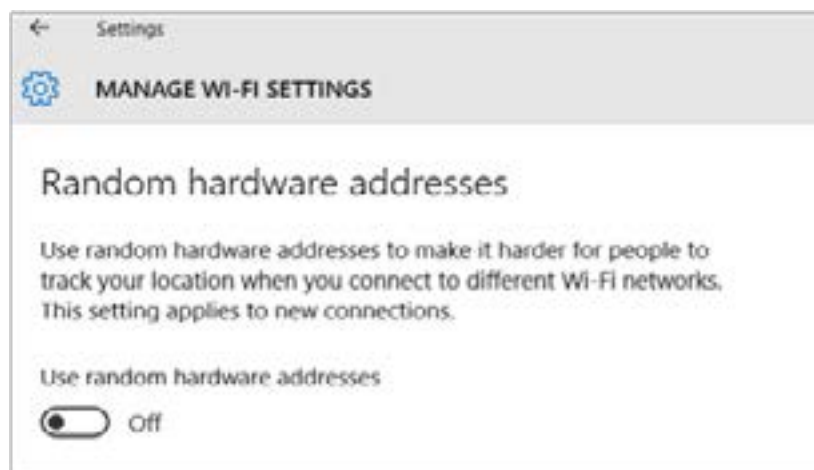 Settings
MANAGE WI-FI SETTINGS
Random hardware addresses
Use random hardware addresses to make it harder for people to
track your location when you connect to different Wi-Fi networks.
This setting applies to new connections.
Use random hardware addresses
Off